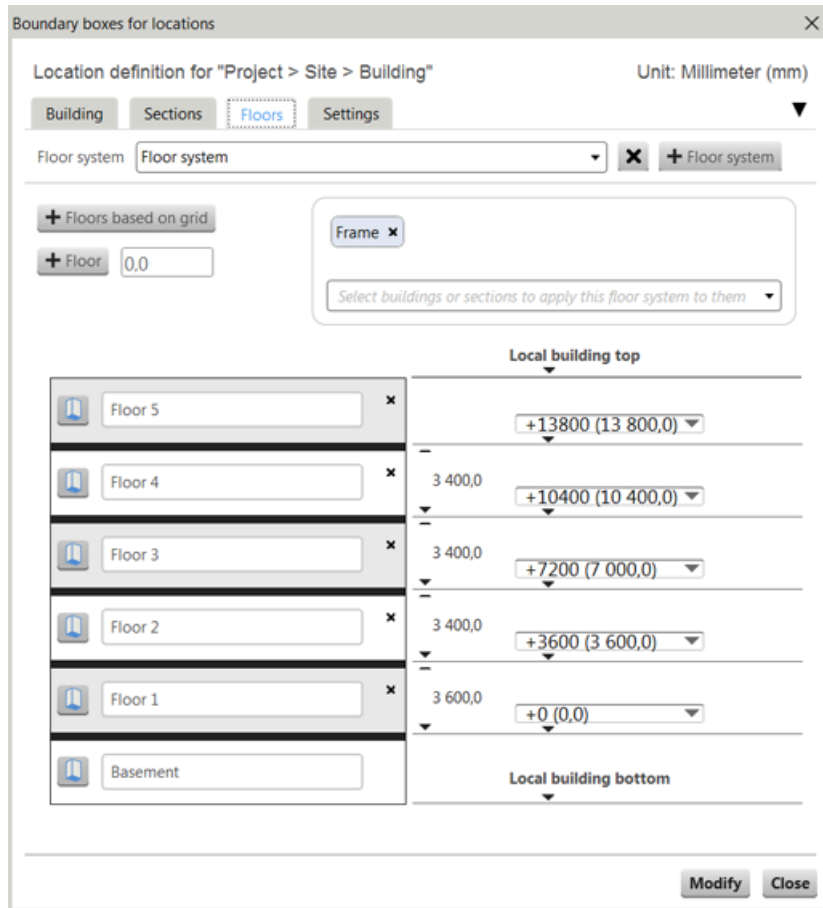 Boundary boxes for locations
Location definition for "Project > Site > Building" Unit: Millimeter (mm)
Building Sections Floors Settings
Floor system Floor system + Floor system
+ Floors based on grid
Frame
+ Floor 0,0
Select buildings or sections to apply this floor system to them
Local building top
Floor 5
+13800 (13 800,0)
Floor 4 3 400,0
+10400 (10 400,0)
Floor 3 3 400,0
+7200 (7 000,0)
Floor 2 3 400,0
+3600 (3 600,0)
Floor 1 3 600,0
+0 (0,0)
Basement
Local building bottom
Modify Close